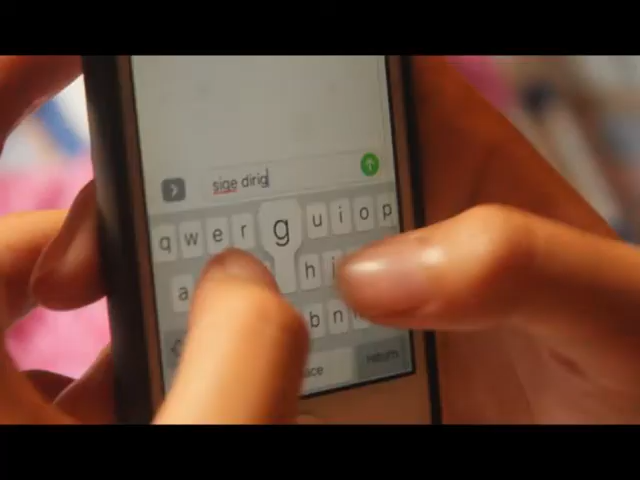 sige dirig
q w e r g u i o p
a h
b n
return